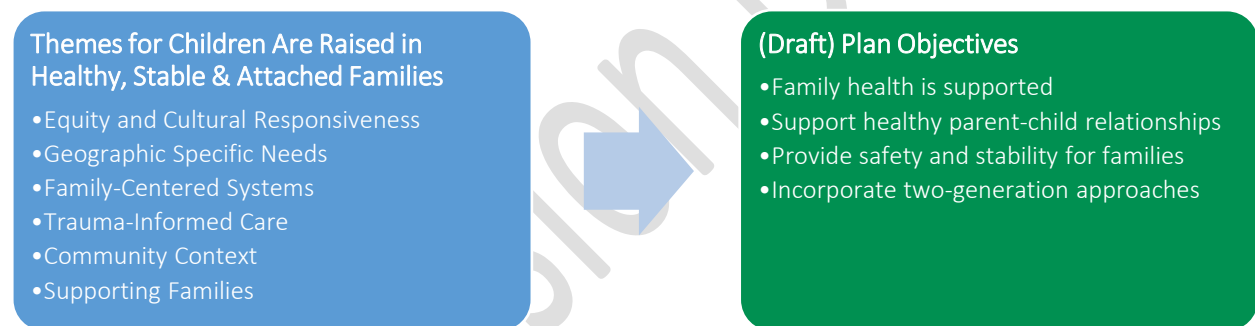 Themes for Children Are Raised in
Healthy, Stable & Attached Families
•Equity and Cultural Responsiveness
•Geographic Specific Needs
•Family-Centered Systems
•Trauma-Informed Care
•Community Context
•Supporting Families
(Draft) Plan Objectives
•Family health is supported
•Support healthy parent-child relationships
•Provide safety and stability for families
•Incorporate two-generation approaches